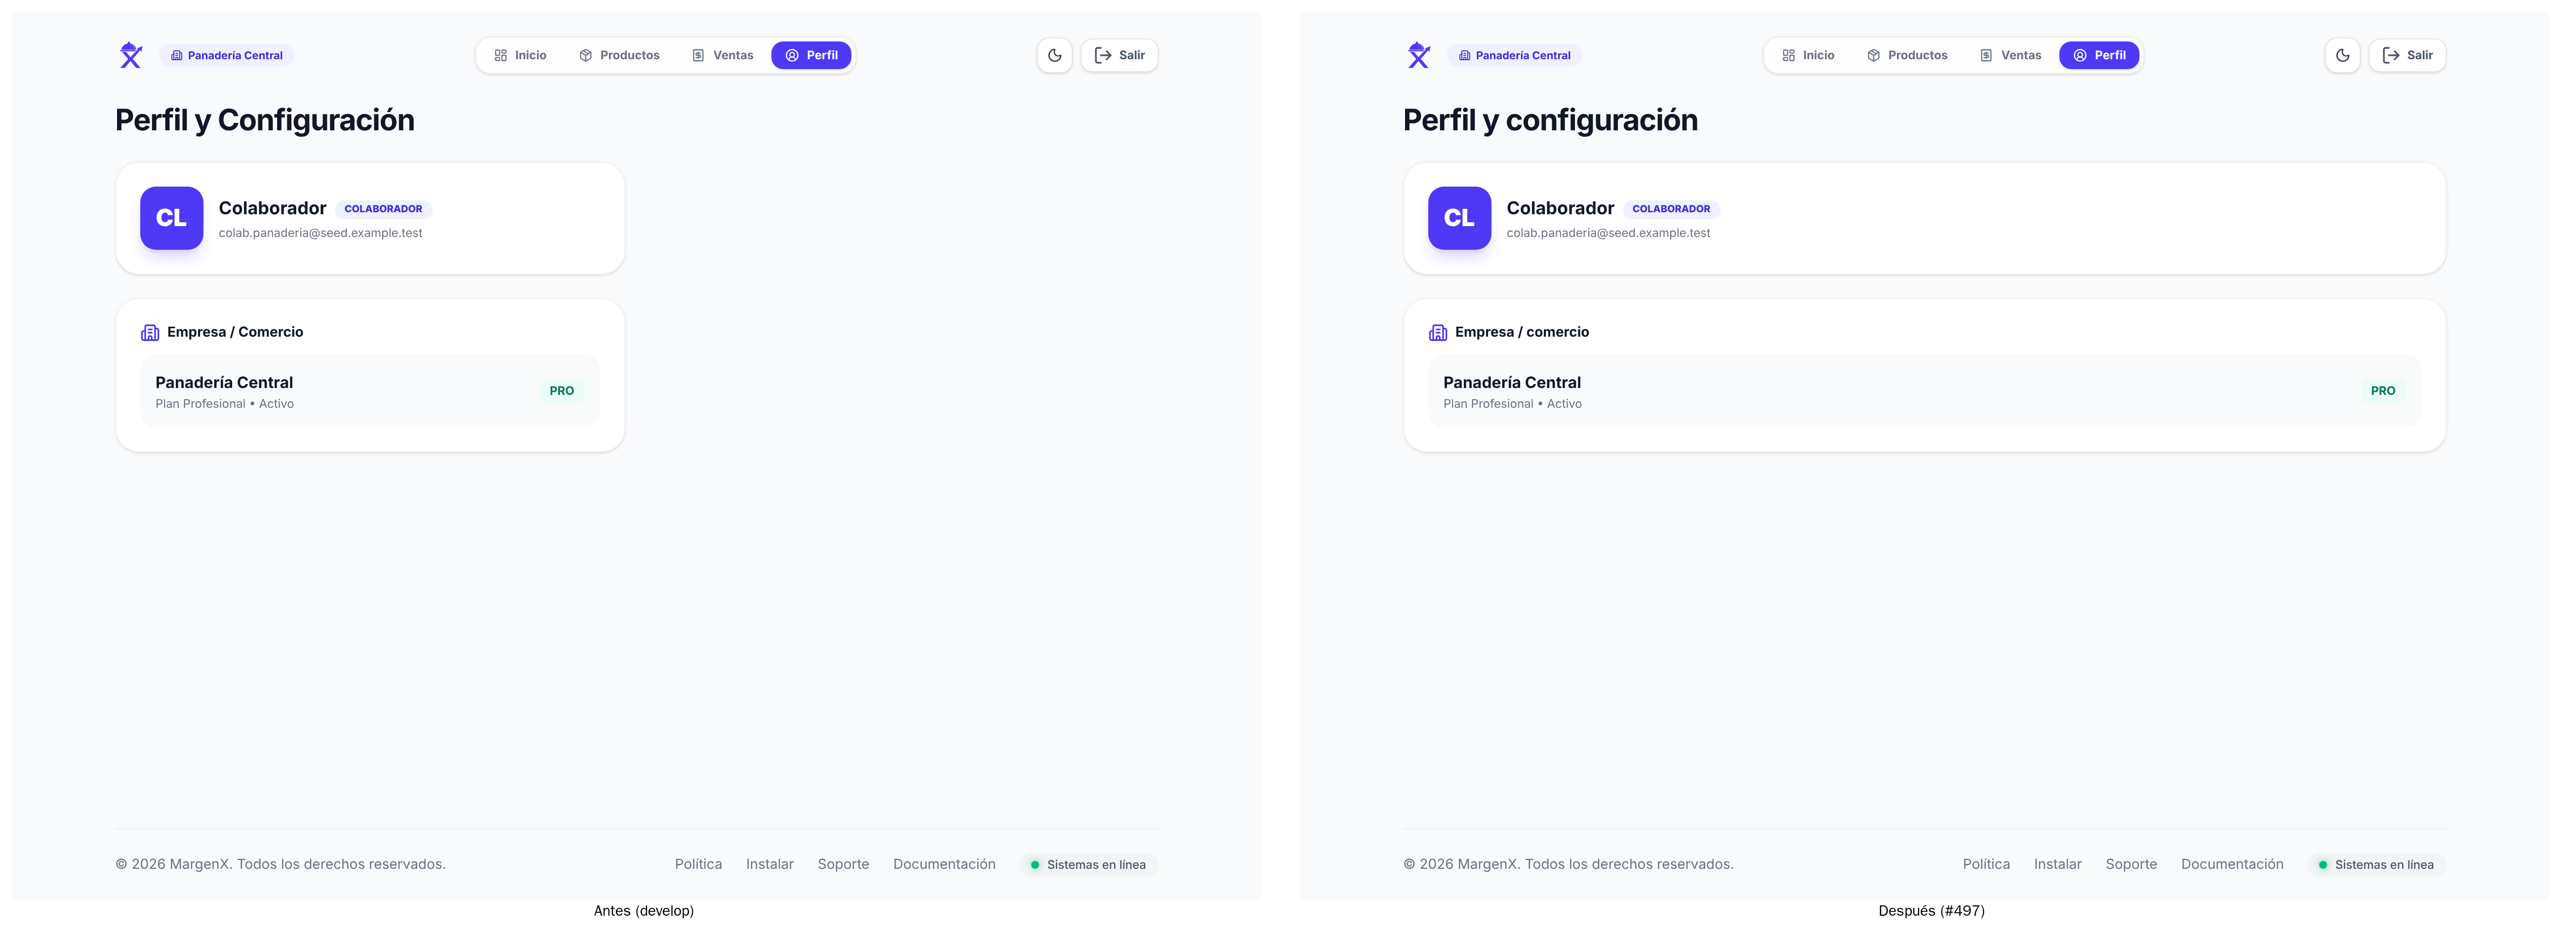 Panadería Central
Inicio Productos Ventas Perfil
Salir
Perfil y Configuración
CL
Colaborador COLABORADOR
colab.panaderia@seed.example.test
Empresa / Comercio
Panadería Central
Plan Profesional • Activo
PRO
© 2026 MargenX. Todos los derechos reservados.
Política Instalar Soporte Documentación Sistemas en línea
Antes (develop)
Panadería Central
Inicio Productos Ventas Perfil
Salir
Perfil y configuración
CL
Colaborador COLABORADOR
colab.panaderia@seed.example.test
Empresa / comercio
Panadería Central
Plan Profesional • Activo
PRO
© 2026 MargenX. Todos los derechos reservados.
Política Instalar Soporte Documentación Sistemas en línea
Después (#497)